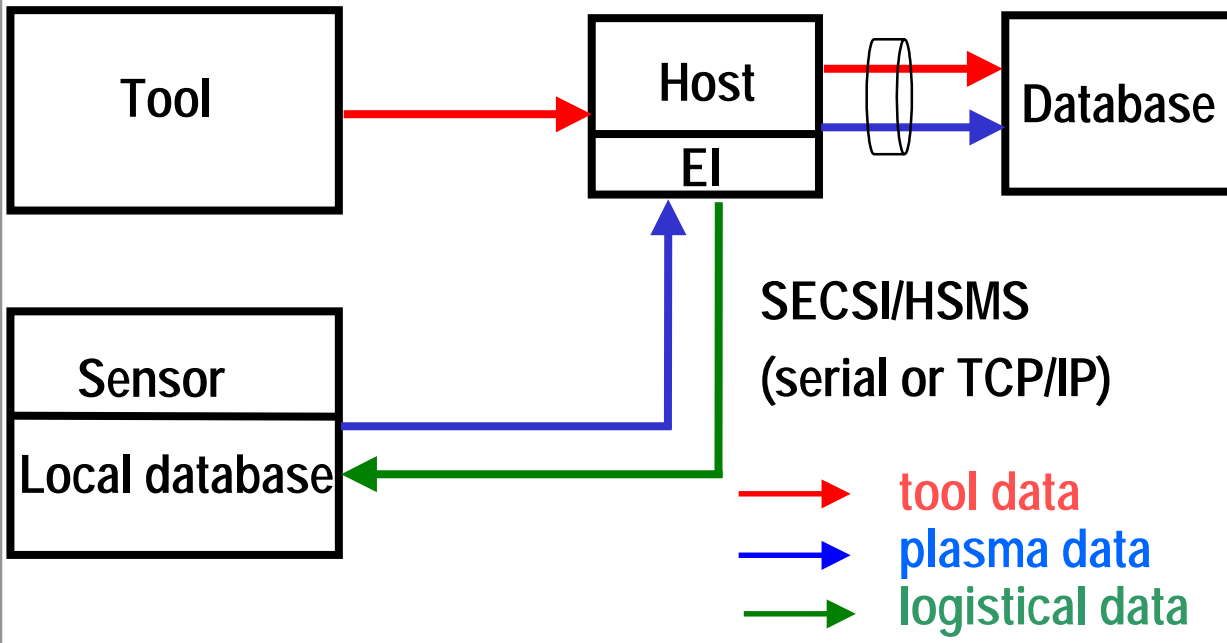 Tool
Host
EI
Database
Sensor
Local database
SECSI/HSMS
(serial or TCP/IP)
tool data
plasma data
logistical data